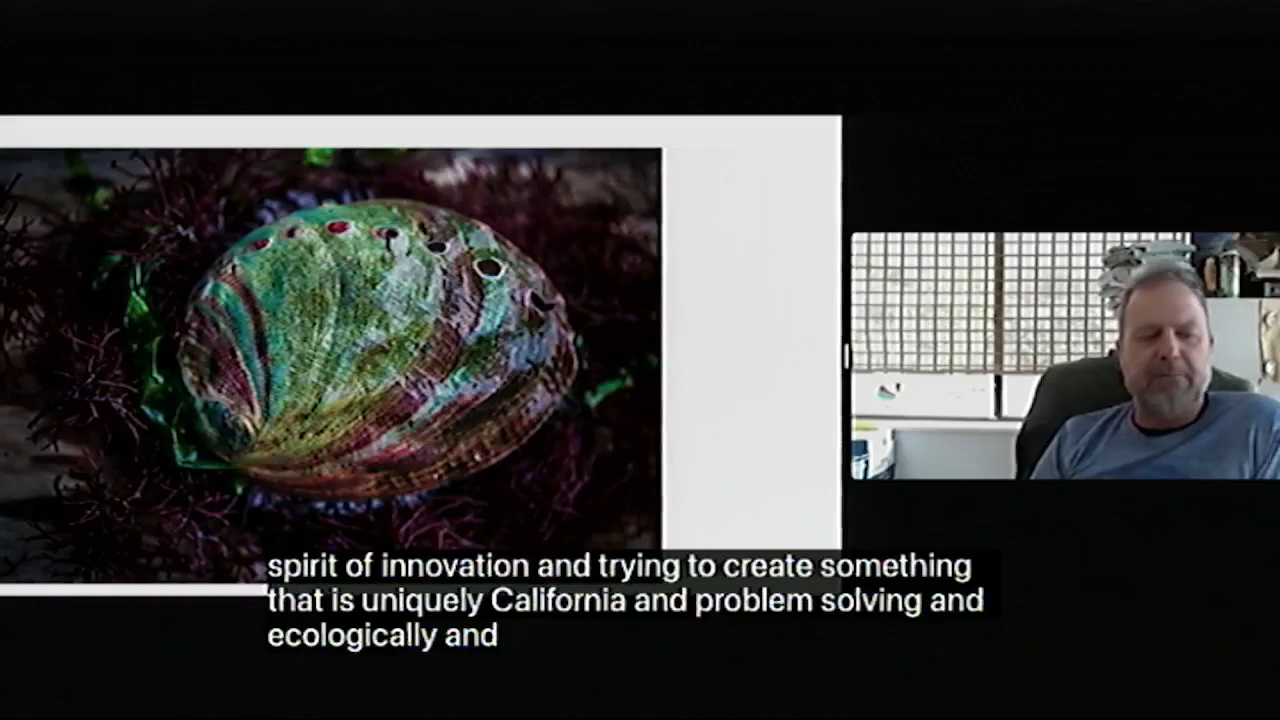 spirit of innovation and trying to create something
that is uniquely California and problem solving and
ecologically and